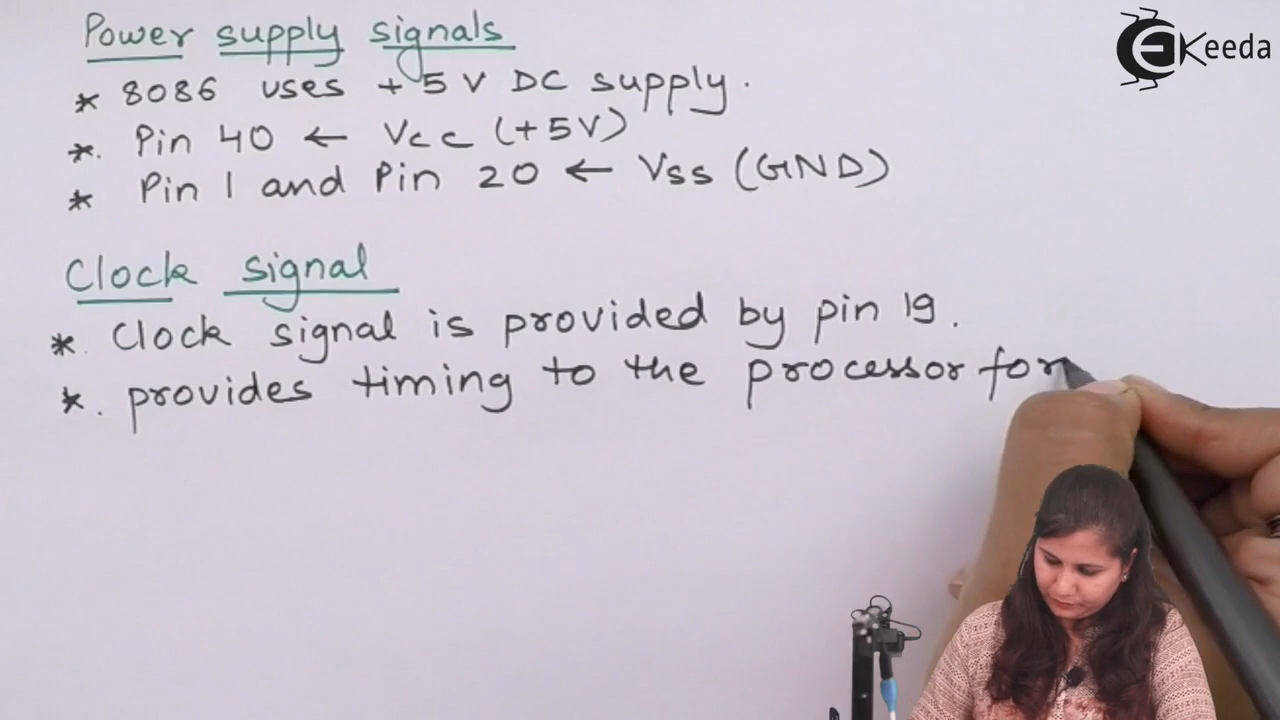 Power supply signals
* 8086 uses +5V DC supply.
*. Pin 40 ← Vcc (+5V)
* Pin 1 and Pin 20 ← Vss (GND)
Clock signal
*. Clock signal is provided by pin 19.
*. provides timing to the processor for
EKeeda